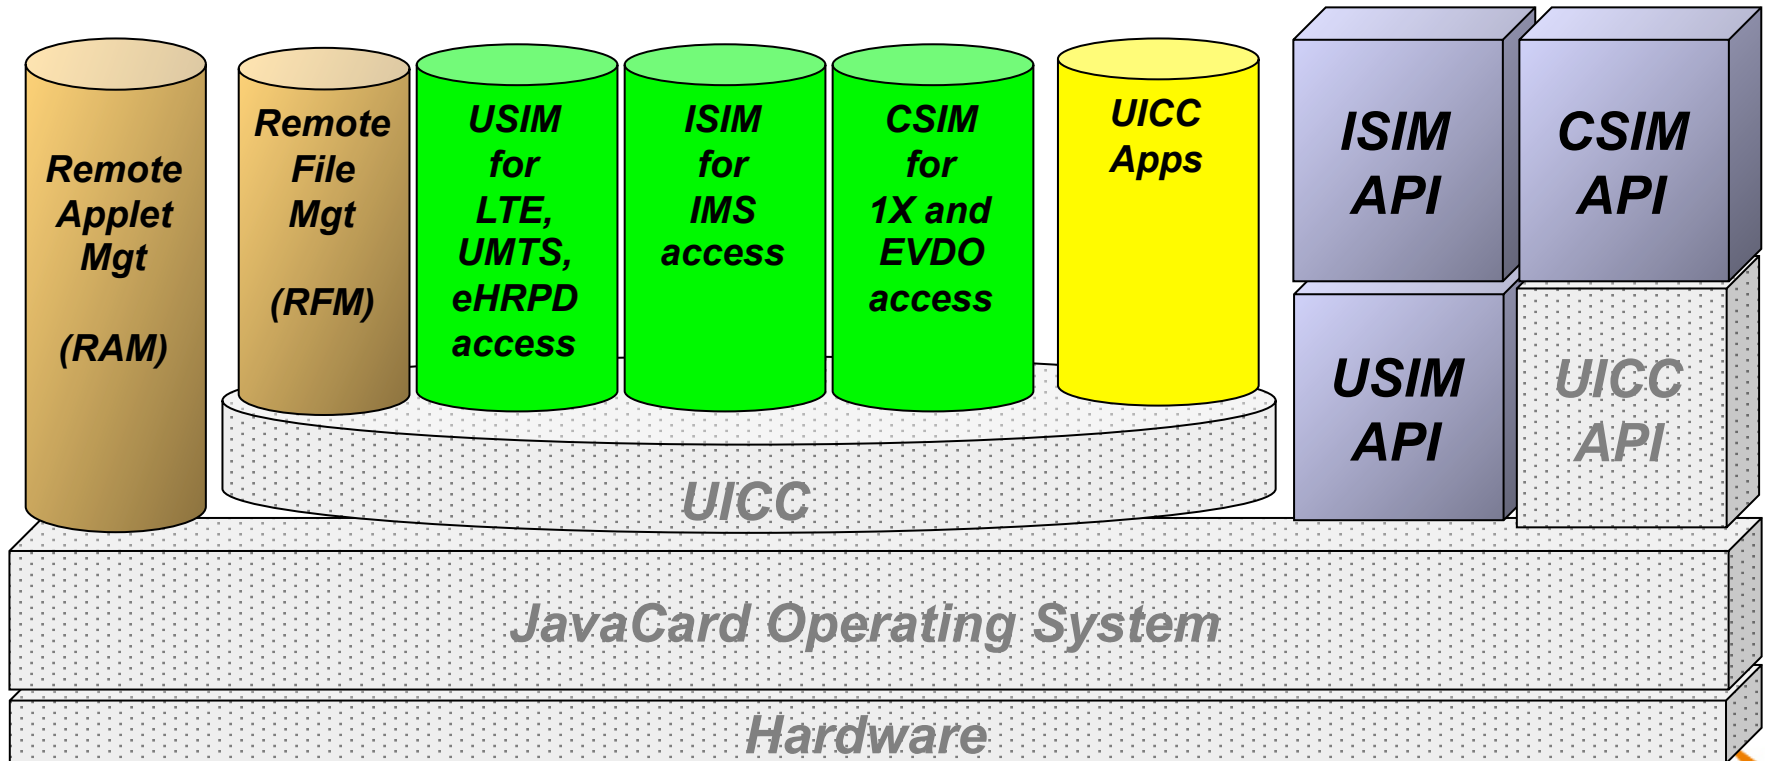 Remote
Applet
Mgt
(RAM)
Remote
File
Mgt
(RFM)
USIM
for
LTE,
UMTS,
eHRPD
access
ISIM
for
IMS
access
CSIM
for
1X and
EVDO
access
UICC
Apps
ISIM
API
CSIM
API
USIM
API
UICC
API
UICC
JavaCard Operating System
Hardware